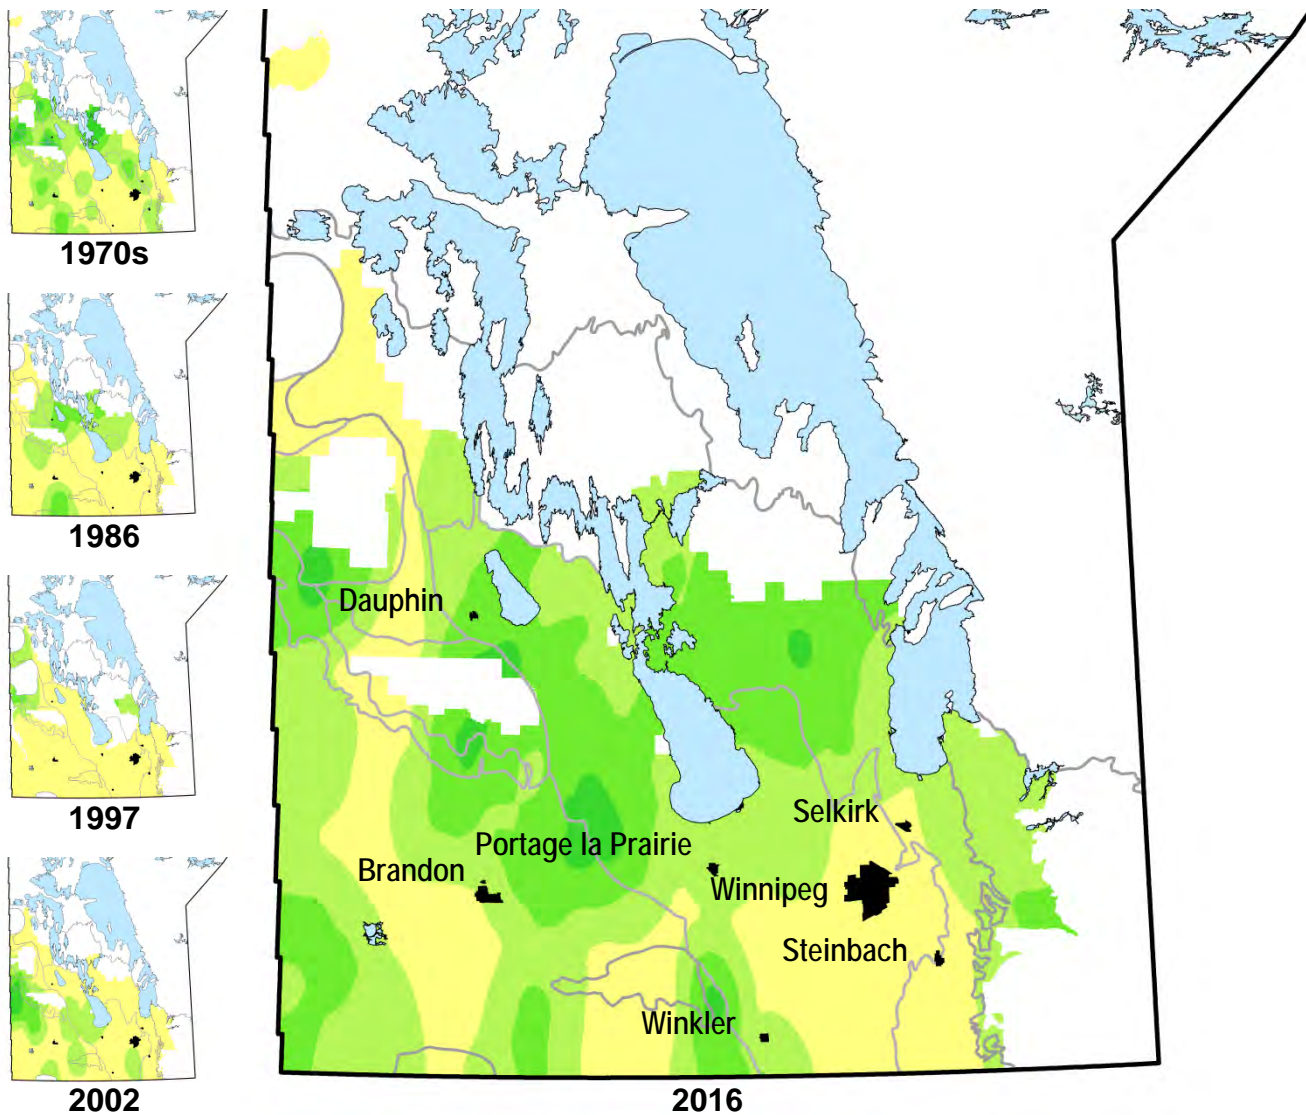 1970s
1986
1997
2002
Dauphin
Selkirk
Portage la Prairie
Brandon
Winnipeg
Steinbach
Winkler
2016